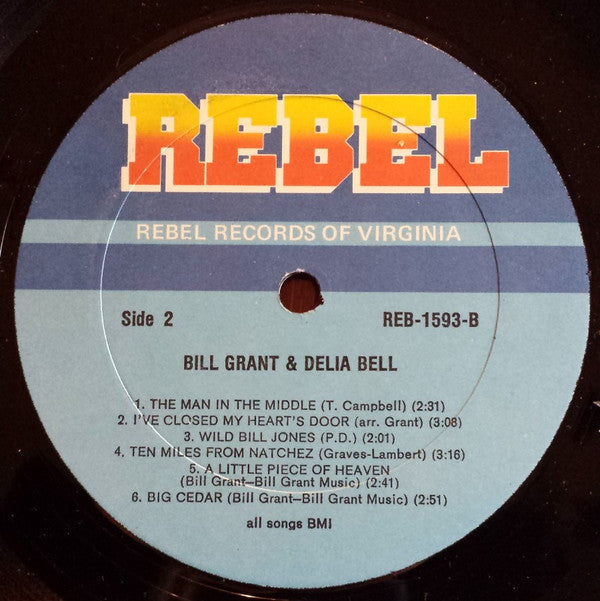 REBEL
REBEL RECORDS OF VIRGINIA
Side 2 REB-1593-B
BILL GRANT & DELIA BELL
1. THE MAN IN THE MIDDLE (T. Campbell) (2:31)
2. I'VE CLOSED MY HEART'S DOOR (arr. Grant) (3:08)
3. WILD BILL JONES (P.D.) (2:01)
4. TEN MILES FROM NATCHEZ (Graves-Lambert) (3:16)
5. A LITTLE PIECE OF HEAVEN
(Bill Grant—Bill Grant Music) (2:41)
6. BIG CEDAR (Bill Grant—Bill Grant Music) (2:51)
all songs BMI